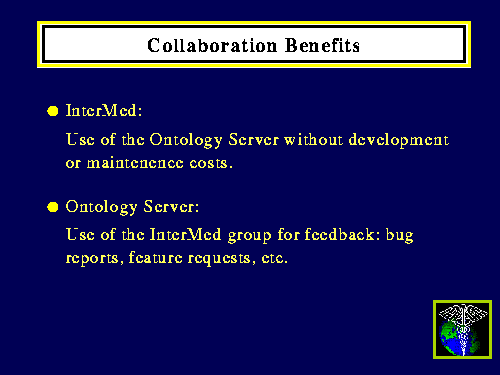 Collaboration Benefits
InterMed:
Use of the Ontology Server without development
or maintenence costs.
Ontology Server:
Use of the InterMed group for feedback: bug
reports, feature requests, etc.